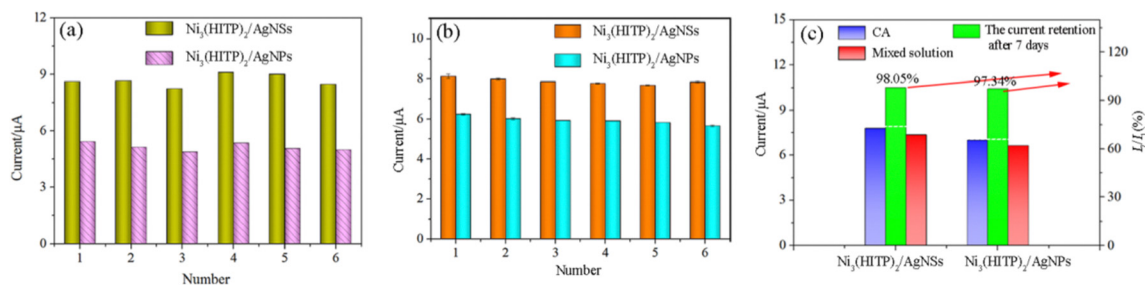 (a)
Ni₃(HITP)₂/AgNSs
Ni₃(HITP)₂/AgNPs
Current/μA
12
9
6
3
0
1 2 3 4 5 6
Number
(b)
Ni₃(HITP)₂/AgNSs
Ni₃(HITP)₂/AgNPs
Current/μA
10
8
6
4
2
0
1 2 3 4 5 6
Number
(c)
CA
Mixed solution
The current retention
after 7 days
98.05%
97.34%
Current/μA
15
12
9
6
3
0
120
90
60
30
0
Ni₃(HITP)₂/AgNSs Ni₃(HITP)₂/AgNPs